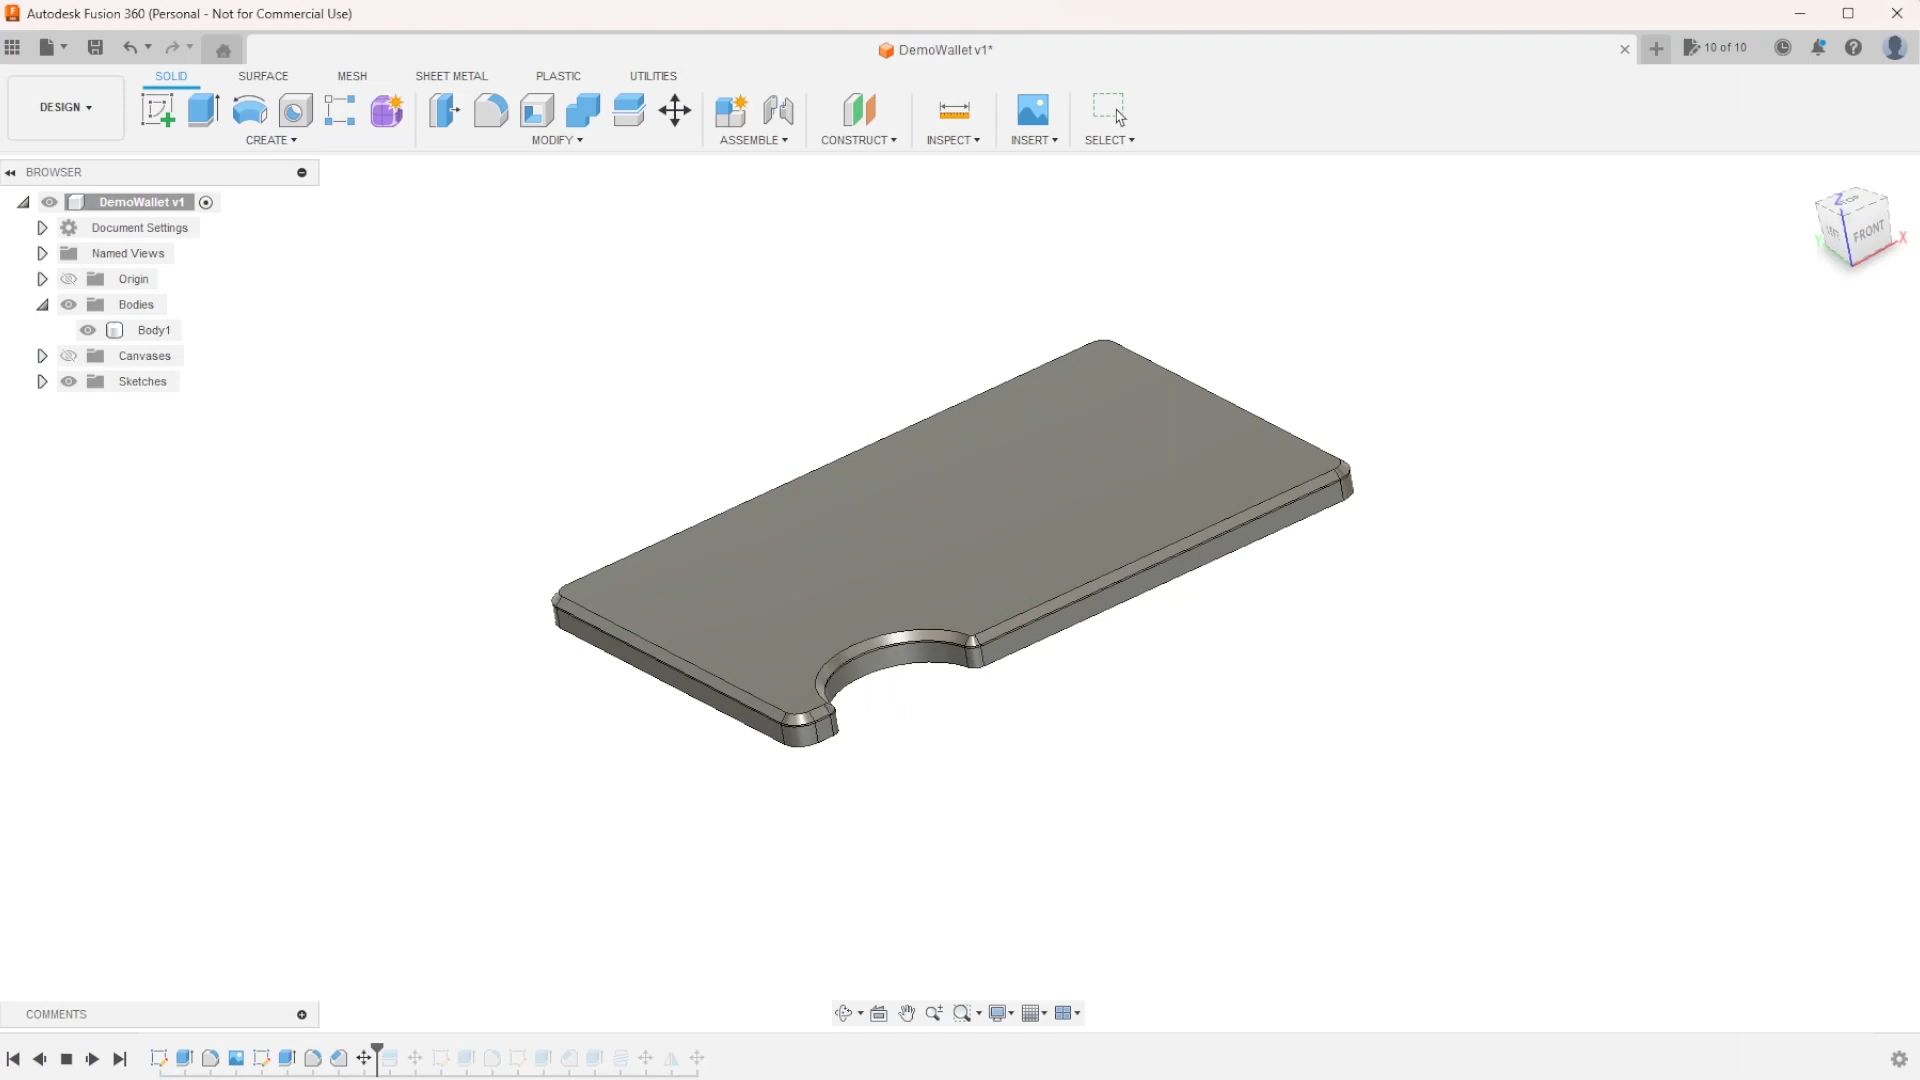 Autodesk Fusion 360 (Personal - Not for Commercial Use)
DemoWallet v1*
10 of 10
DESIGN
SOLID
SURFACE
MESH
SHEET METAL
PLASTIC
UTILITIES
CREATE
MODIFY
ASSEMBLE
CONSTRUCT
INSPECT
INSERT
SELECT
BROWSER
DemoWallet v1
Document Settings
Named Views
Origin
Bodies
Body1
Canvases
Sketches
Z
TOP
LEFT
FRONT
X
Y
COMMENTS